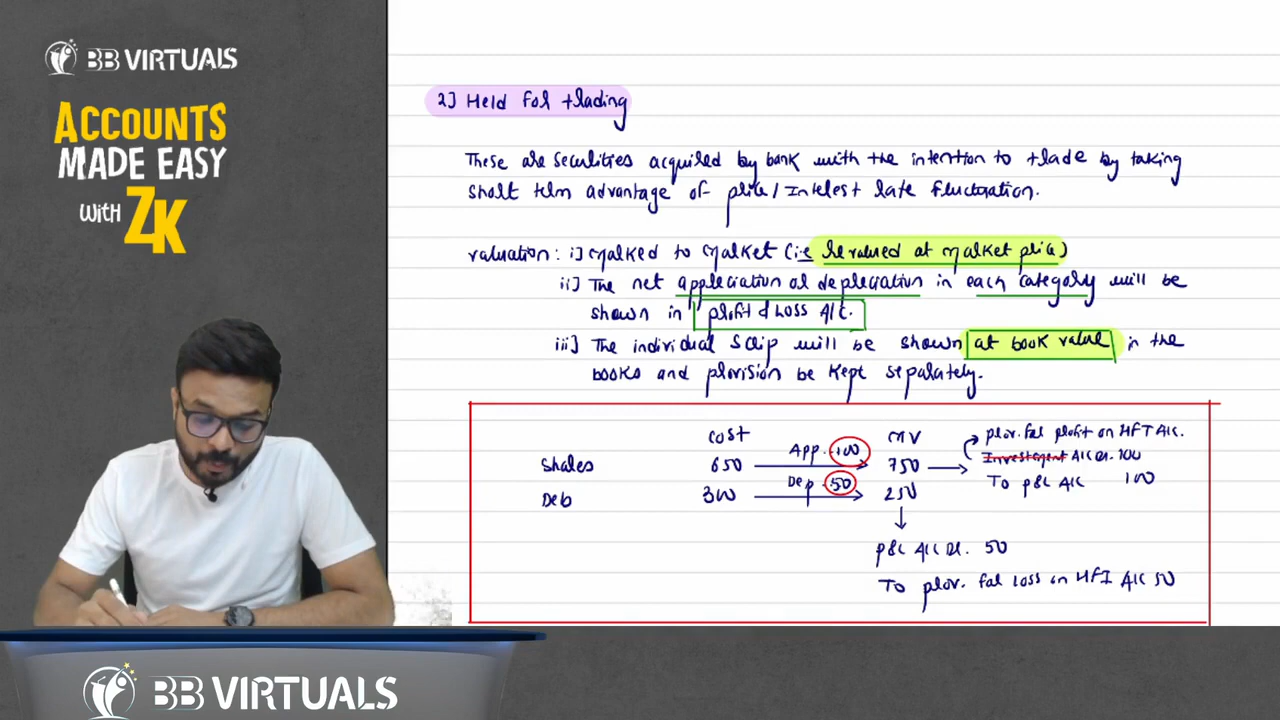 BB VIRTUALS
ACCOUNTS
MADE EASY
WITH ZK
2] Held for trading
These are securities acquired by bank with the intention to trade by taking
short term advantage of price/Interest rate fluctuation.
valuation: i] marked to market (i.e revalued at market price)
ii] The net appreciation or depreciation in each category will be
shown in profit & Loss A/c.
iii] The individual scrip will be shown at book value in the
books and provision be kept separately.
cost MV
Shares 650 App. 100 750
Deb 300 Dep. 50 250
prov. for profit on HFT A/c.
Investment A/c Dr. 100
To P&L A/c 100
P&L A/c Dr. 50
To prov. for loss on HFT A/c 50
BB VIRTUALS